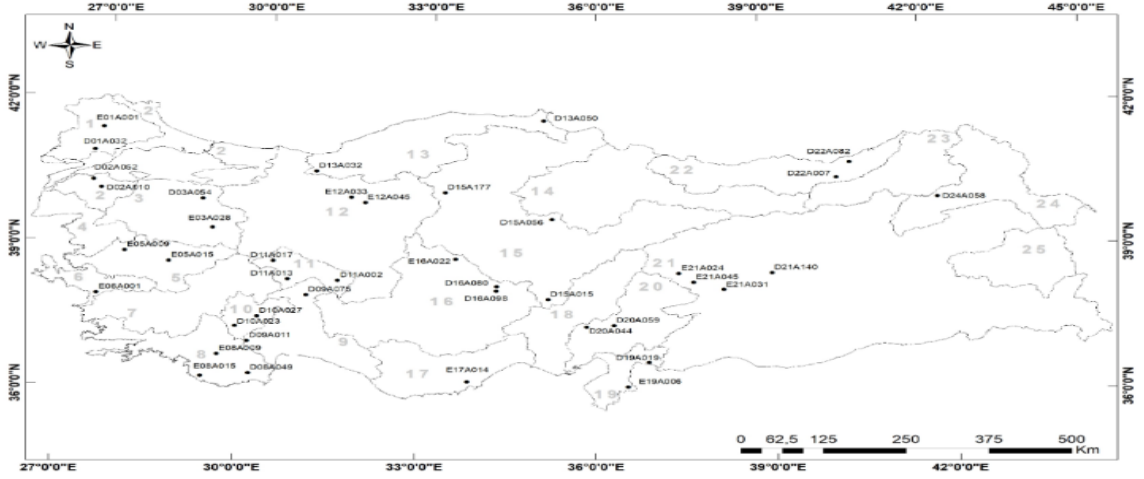 27°0'0"E 30°0'0"E 33°0'0"E 36°0'0"E 39°0'0"E 42°0'0"E 45°0'0"E
N
W E
S
42°0'0"N
42°0'0"N
2
E01A001
1
D13A050
23
D01A032
2
13
D22A082
D02A052
D13A032
22
D22A007
D02A010
2
3
D03A054
E12A033
E12A045
D15A177
14
D24A058
24
12
4
E03A028
D15A056
39°0'0"N
39°0'0"N
E05A009
25
D11A017
15
E05A015
11
E16A022
21
6
5
D11A013
D11A002
E21A024
D21A140
E06A001
D16A080
E21A045
20
D09A075
16
D16A095
D15A015
E21A031
7
10
D10A027
18
D10A023
D20A059
D20A044
D09A011
9
8
E08A009
17
D19A019
E08A015
D08A049
E17A014
19
E19A006
36°0'0"N
36°0'0"N
0 62,5 125 250 375 500
Km
27°0'0"E 30°0'0"E 33°0'0"E 36°0'0"E 39°0'0"E 42°0'0"E